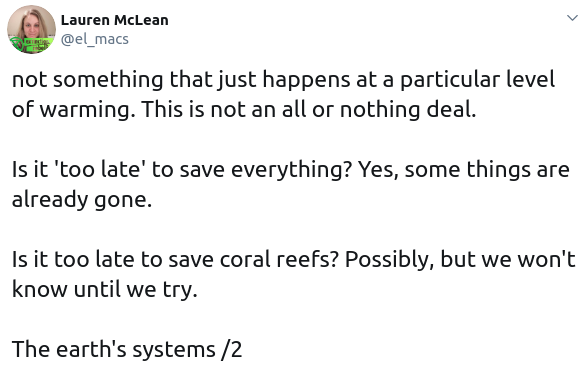 Lauren McLean
@el_macs
not something that just happens at a particular level
of warming. This is not an all or nothing deal.
Is it 'too late' to save everything? Yes, some things are
already gone.
Is it too late to save coral reefs? Possibly, but we won't
know until we try.
The earth's systems /2